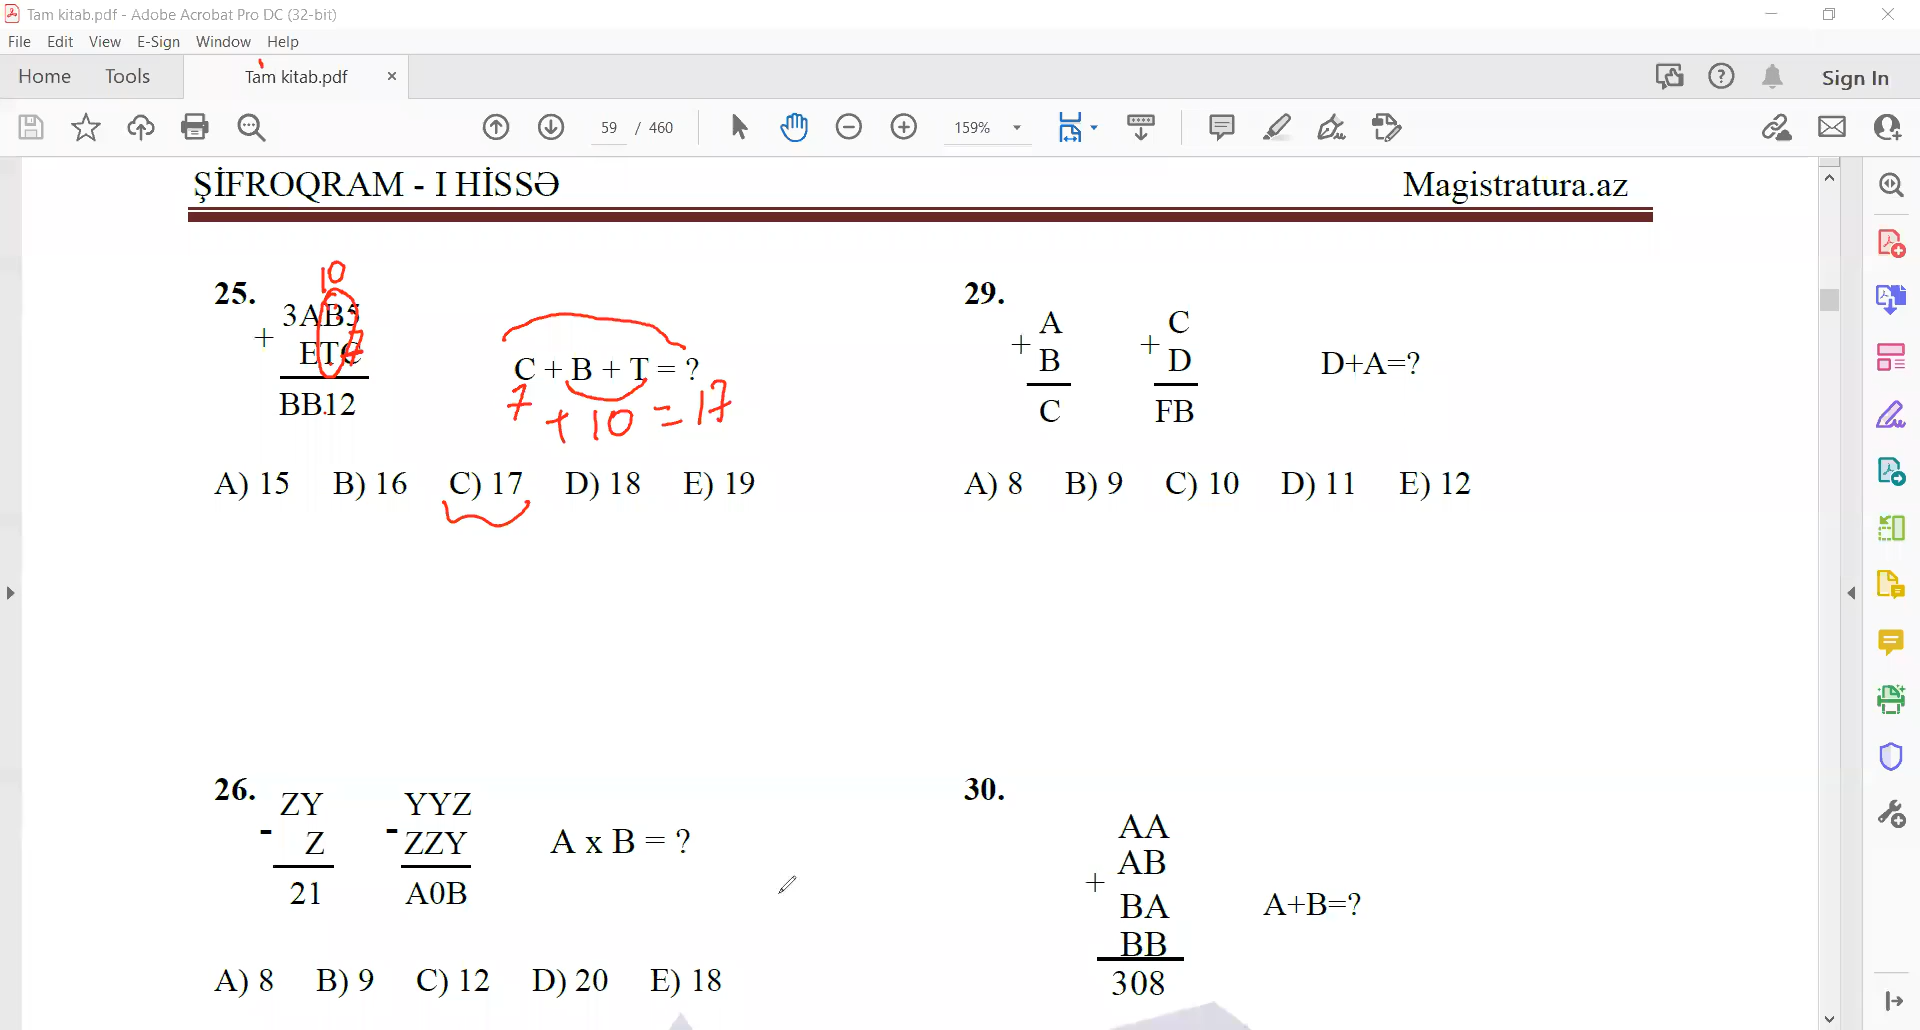 Tam kitab.pdf - Adobe Acrobat Pro DC (32-bit)
File Edit View E-Sign Window Help
Home Tools Tam kitab.pdf × Sign In
59 / 460 159%
ŞİFROQRAM - I HİSSƏ Magistratura.az
25.
10
3AB5
+
ETC
7
BB12
C + B + T = ?
7 + 10 = 17
A) 15 B) 16 C) 17 D) 18 E) 19
29.
A
+
B
C
C
+
D
FB
D+A=?
A) 8 B) 9 C) 10 D) 11 E) 12
26.
ZY
-
Z
21
YYZ
-
ZZY
A0B
A x B = ?
A) 8 B) 9 C) 12 D) 20 E) 18
30.
AA
AB
+
BA
BB
308
A+B=?